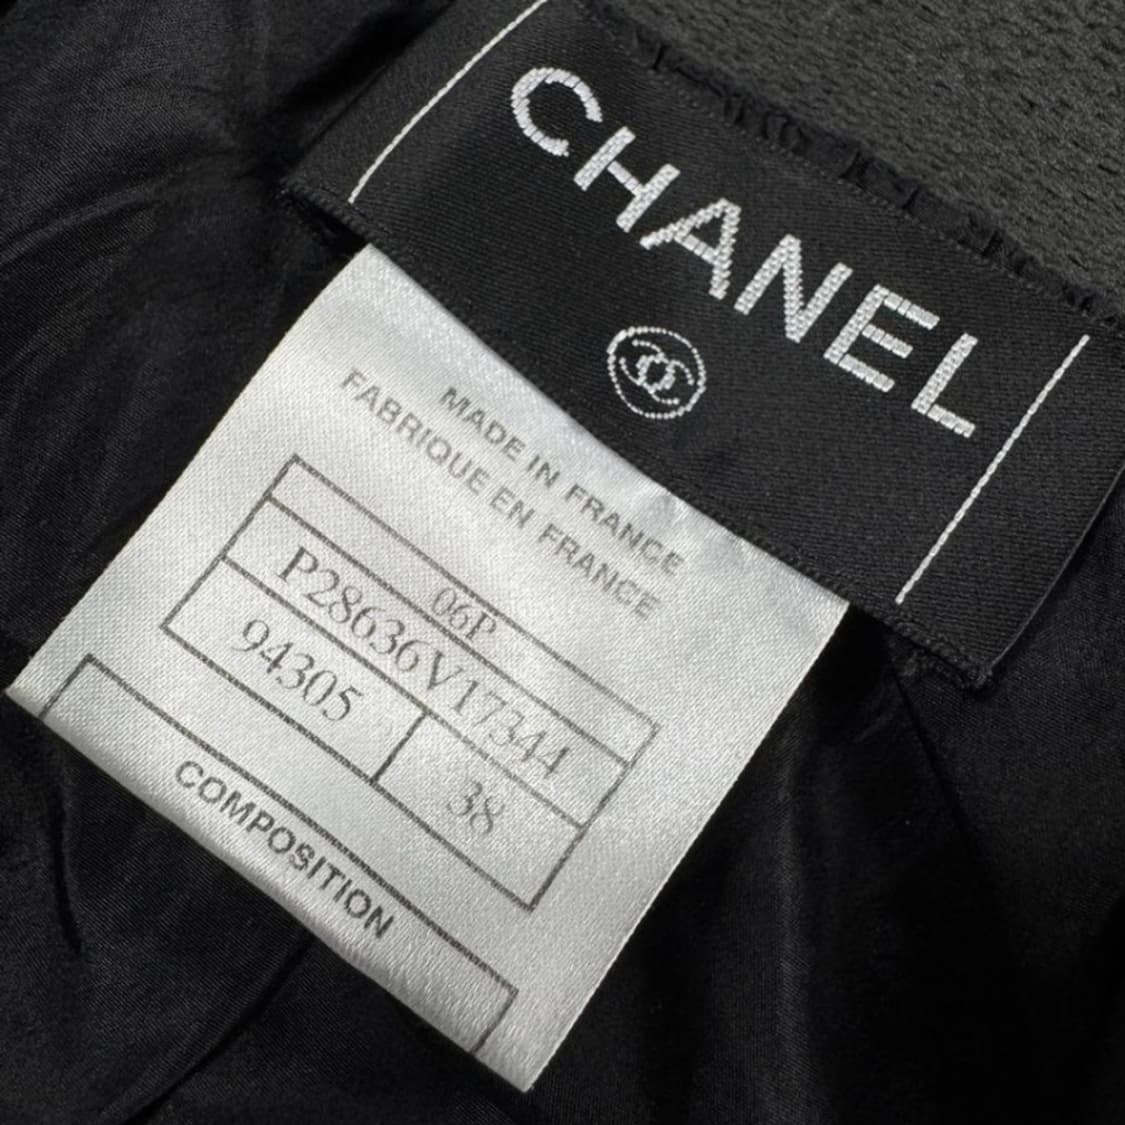 CHANEL
MADE IN FRANCE
FABRIQUE EN FRANCE
06P
P28636V17344
94305
38
COMPOSITION